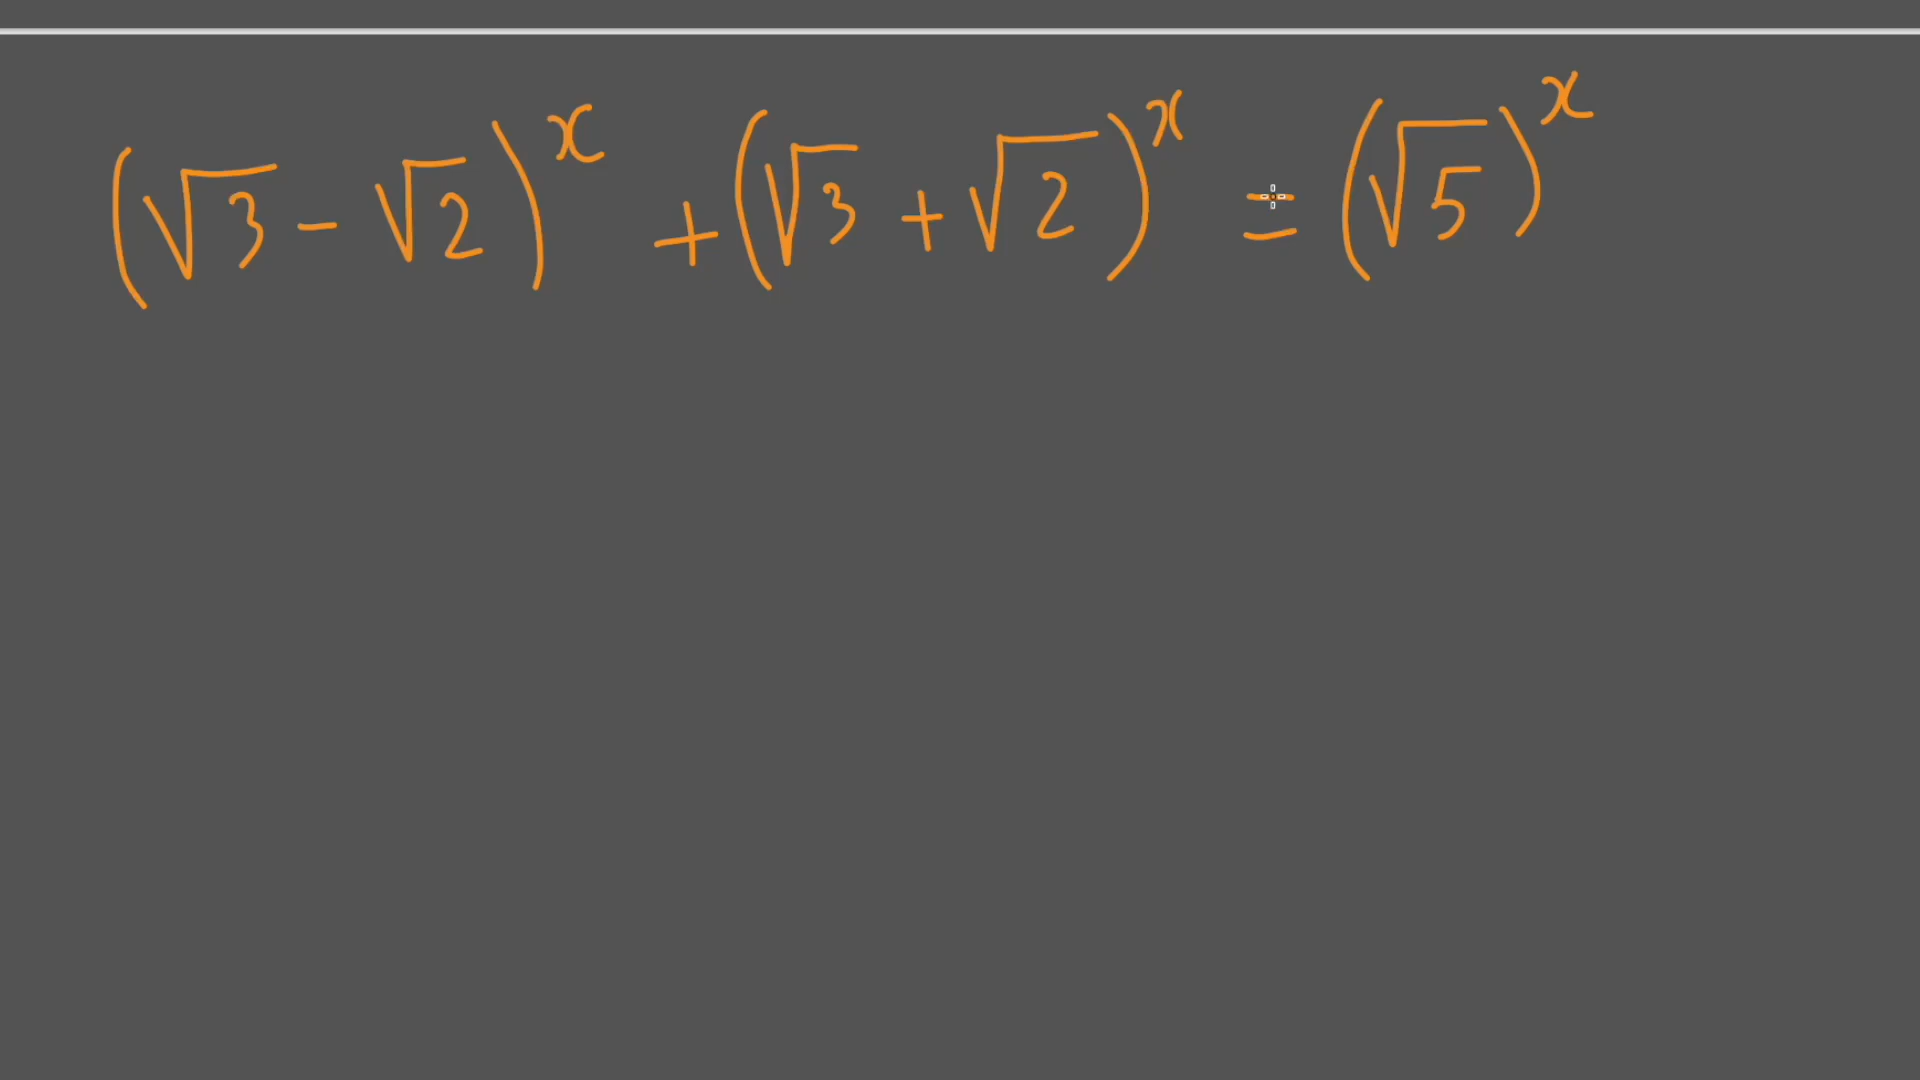 (√3 - √2)^x + (√3 + √2)^x = (√5)^x